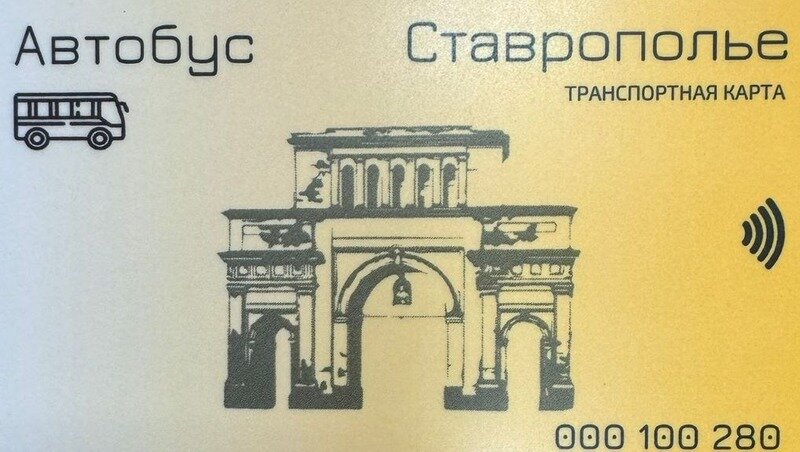 Автобус
Ставрополье
ТРАНСПОРТНАЯ КАРТА
000 100 280